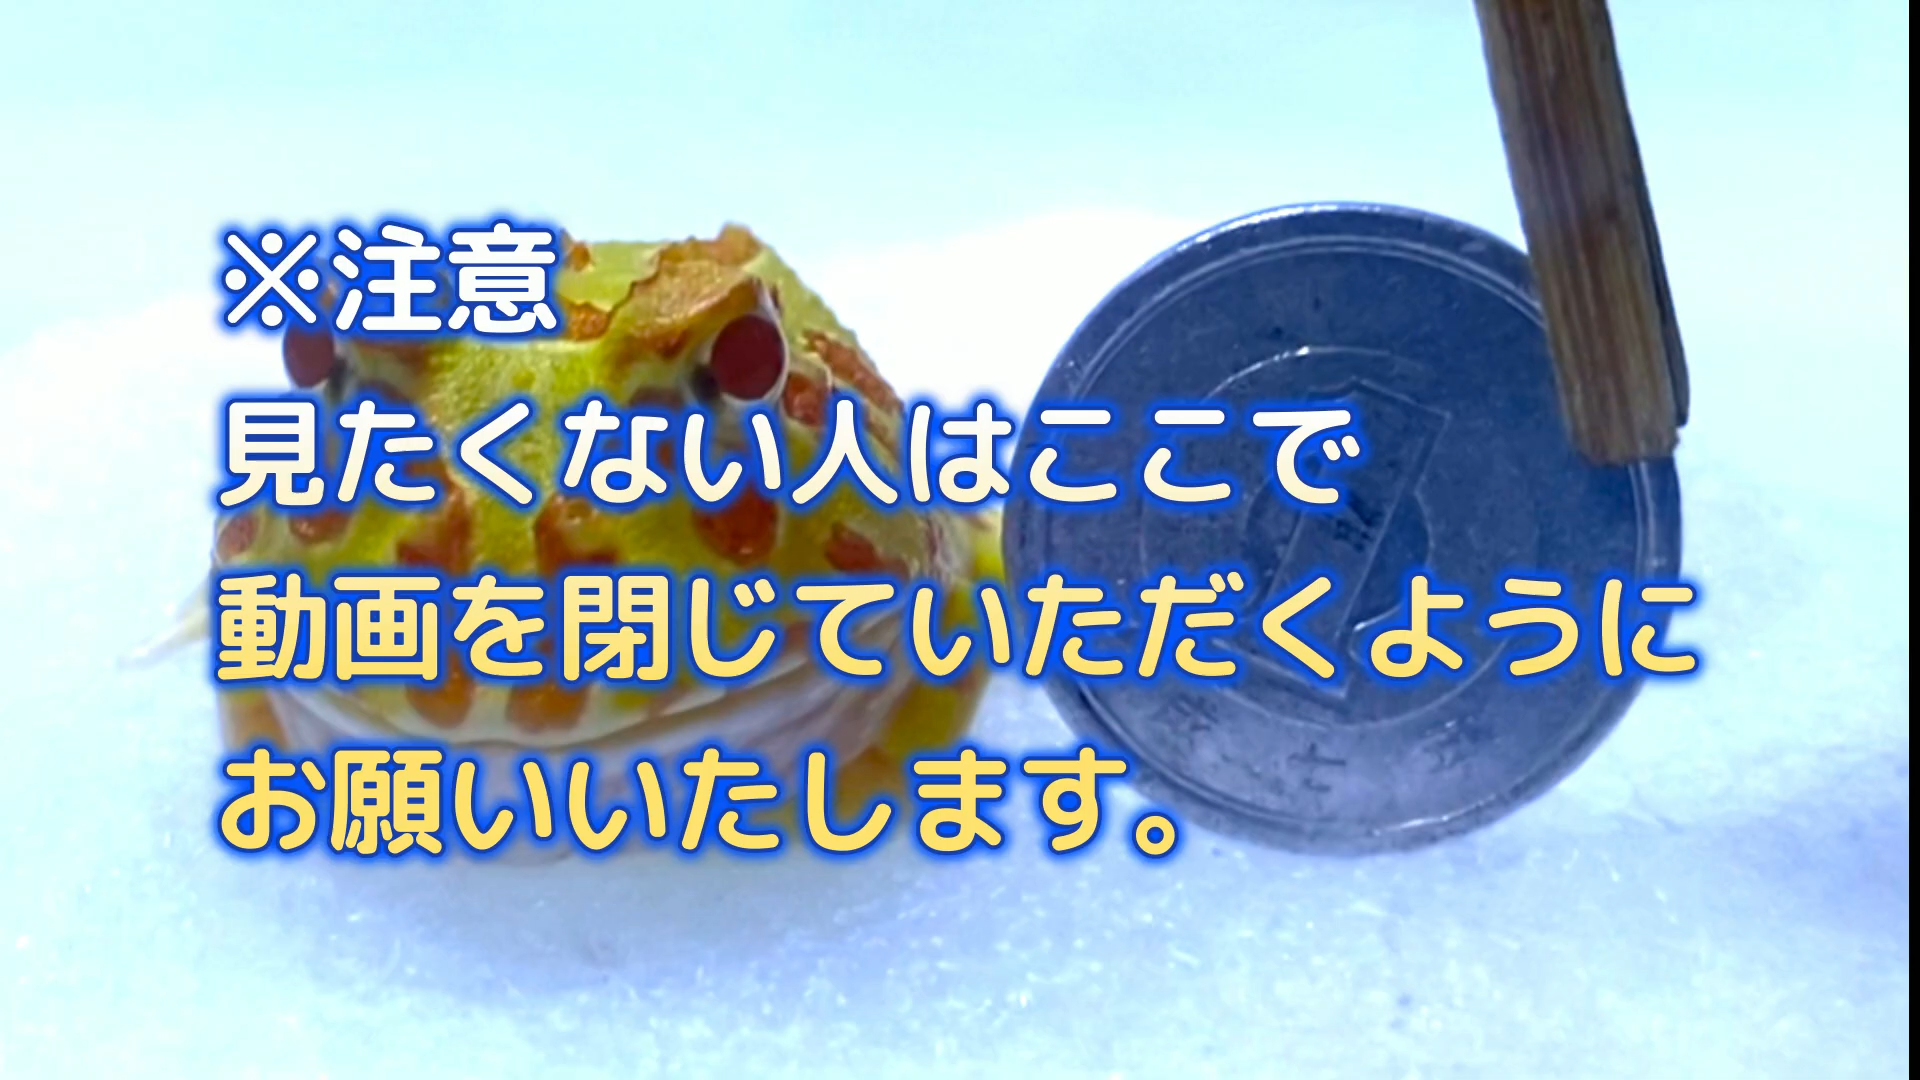 ※注意
見たくない人はここで
動画を閉じていただくように
お願いいたします。